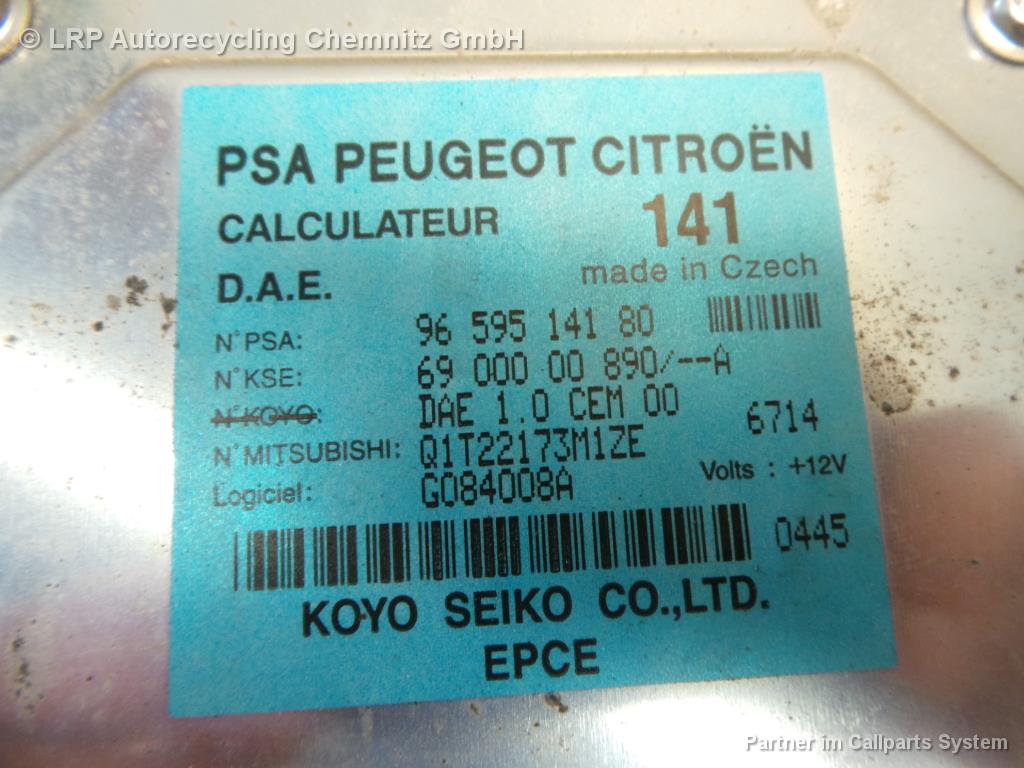 © LRP Autorecycling Chemnitz GmbH
PSA PEUGEOT CITROËN
CALCULATEUR 141
D.A.E. made in Czech
N°PSA: 96 595 141 80
N°KSE: 69 000 00 890/--A
N°KOYO: DAE 1.0 CEM 00 6714
N°MITSUBISHI: Q1T22173M1ZE
Logiciel: G084008A Volts : +12V
0445
KOYO SEIKO CO.,LTD.
EPCE
Partner im Callparts System